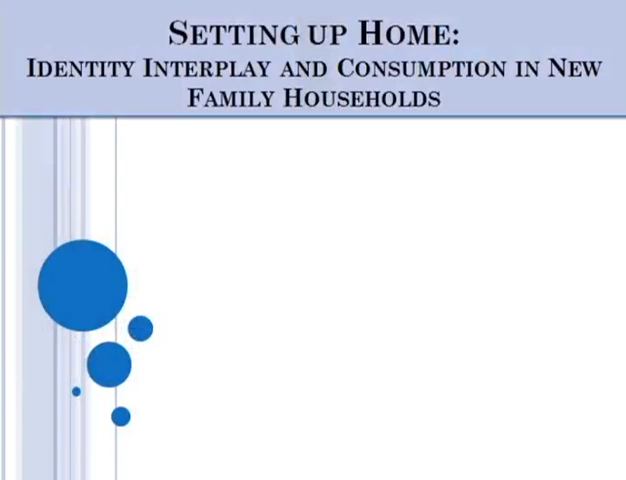 SETTING UP HOME:
IDENTITY INTERPLAY AND CONSUMPTION IN NEW
FAMILY HOUSEHOLDS